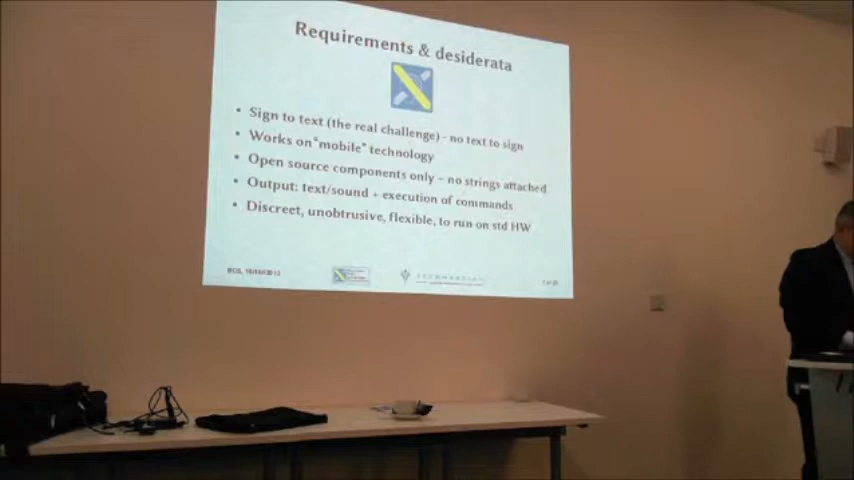 Requirements & desiderata
• Sign to text (the real challenge) - no text to sign
• Works on "mobile" technology
• Open source components only - no strings attached
• Output: text/sound + execution of commands
• Discreet, unobtrusive, flexible, to run on std HW